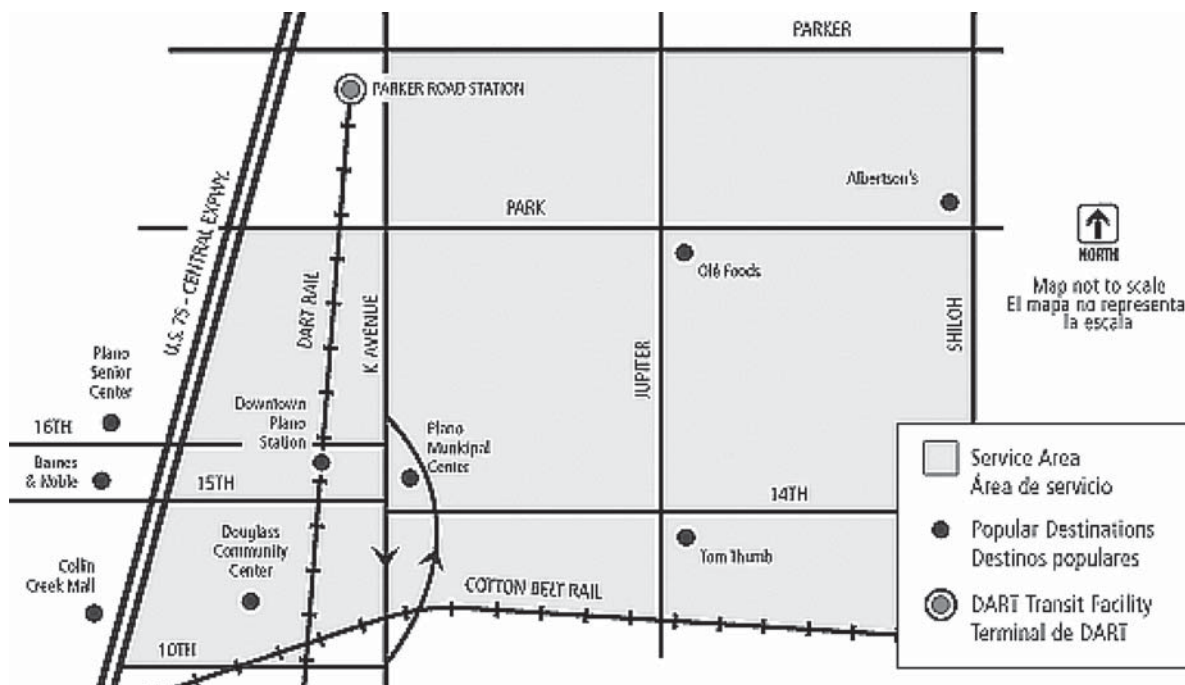 PARKER
PARKER ROAD STATION
Albertson's
PARK
NORTH
Map not to scale
El mapa no representa
la escala
Olé Foods
U.S. 75 - CENTRAL EXPWY.
DART RAIL
K AVENUE
JUPITER
SHILOH
Plano
Senior
Center
Downtown
Plano
Station
Plano
Municipal
Center
16TH
Barnes
& Noble
15TH
14TH
Douglass
Community
Center
Tom Thumb
Collin
Creek Mall
COTTON BELT RAIL
10TH
Service Area
Área de servicio
Popular Destinations
Destinos populares
DART Transit Facility
Terminal de DART